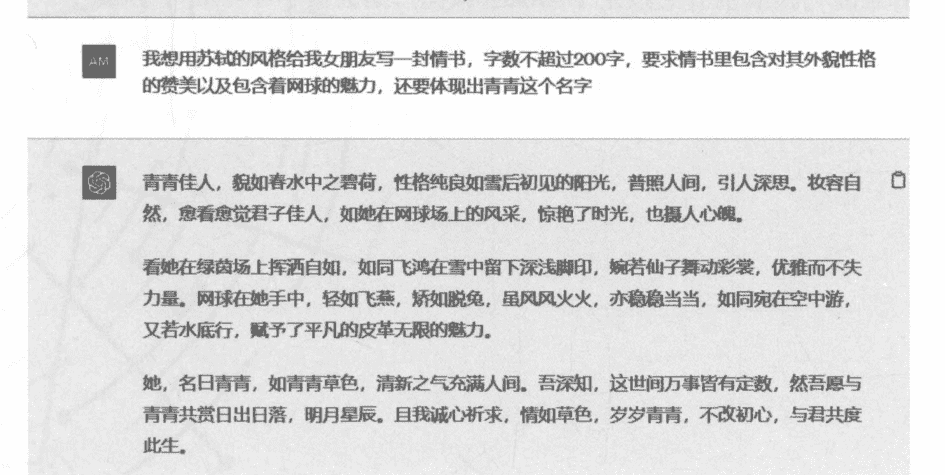 AM
我想用苏轼的风格给我女朋友写一封情书，字数不超过200字，要求情书里包含对其外貌性格
的赞美以及包含着网球的魅力，还要体现出青青这个名字
青青佳人，貌如春水中之碧荷，性格纯良如雪后初见的阳光，普照人间，引人深思。妆容自
然，愈看愈觉君子佳人，如她在网球场上的风采，惊艳了时光，也摄人心魄。
看她在绿茵场上挥洒自如，如同飞鸿在雪中留下深浅脚印，婉若仙子舞动彩裳，优雅而不失
力量。网球在她手中，轻如飞燕，矫如脱兔，虽风风火火，亦稳稳当当，如同宛在空中游，
又若水底行，赋予了平凡的皮革无限的魅力。
她，名曰青青，如青青草色，清新之气充满人间。吾深知，这世间万事皆有定数，然吾愿与
青青共赏日出日落，明月星辰。且我诚心祈求，情如草色，岁岁青青，不改初心，与君共度
此生。